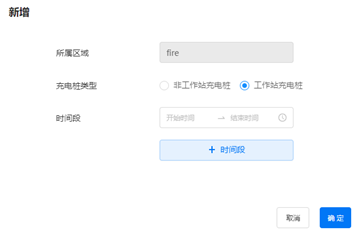 新增
所属区域 fire
充电桩类型 非工作站充电桩 工作站充电桩
时间段 开始时间 → 结束时间
+ 时间段
取消 确 定